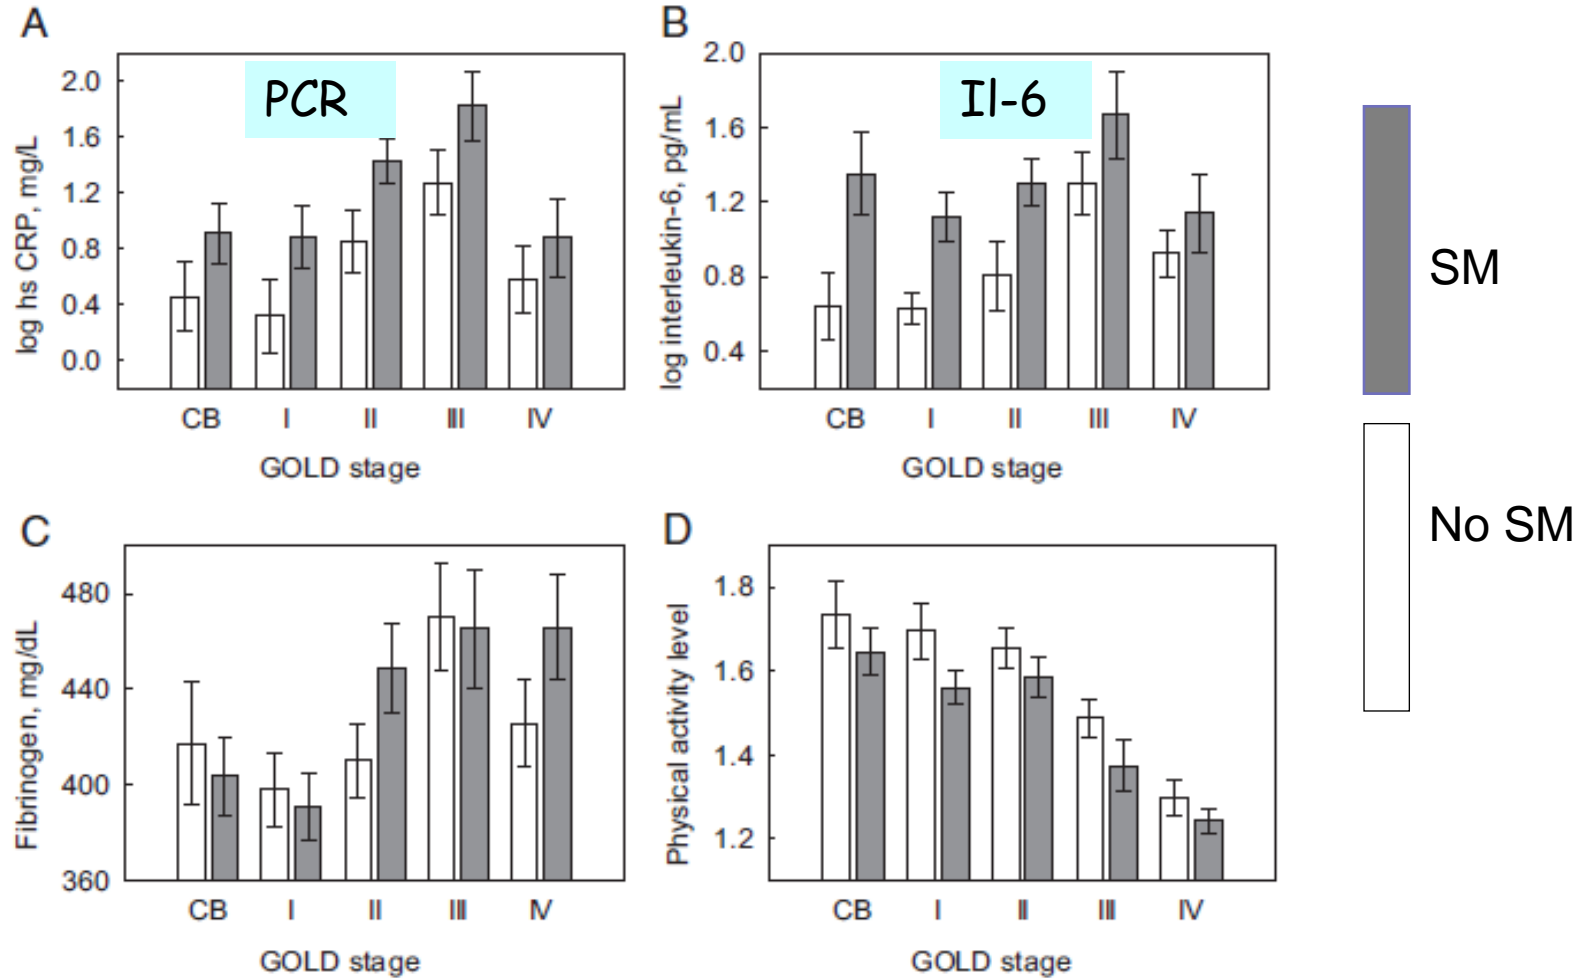 A
PCR
log hs CRP, mg/L
2.0
1.6
1.2
0.8
0.4
0.0
CB I II III IV
GOLD stage
B
Il-6
log interleukin-6, pg/mL
2.0
1.6
1.2
0.8
0.4
CB I II III IV
GOLD stage
SM
No SM
C
Fibrinogen, mg/dL
480
440
400
360
CB I II III IV
GOLD stage
D
Physical activity level
1.8
1.6
1.4
1.2
CB I II III IV
GOLD stage